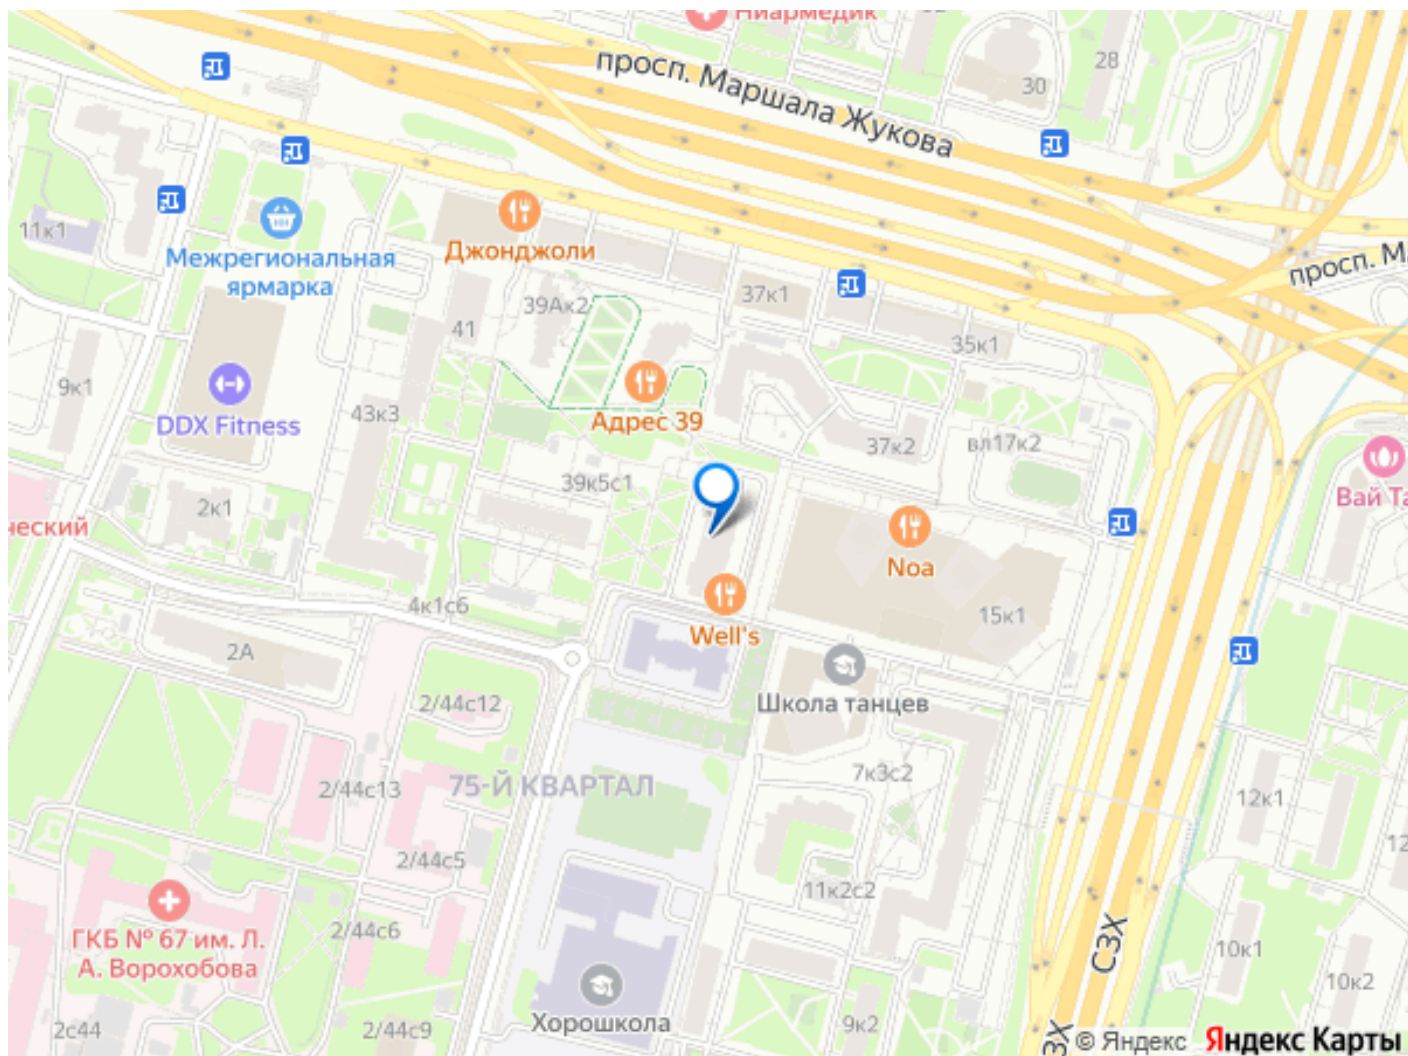 Ниармедик
28
30
просп. Маршала Жукова
11к1
Межрегиональная
ярмарка
Джонджоли
просп. М
39Ак2
37к1
41
35к1
9к1
DDX Fitness
43к3
Адрес 39
37к2
вл17к2
Вай Та
39к5с1
2к1
ческий
Noa
4к1с6
Well's
15к1
2А
2/44с12
Школа танцев
75-Й КВАРТАЛ
7к3с2
2/44с13
12к1
12
2/44с5
11к2с2
ГКБ № 67 им. Л.
А. Ворохобова
2/44с6
СЗХ
10к1
10к2
Хорошкола
2с44
2/44с9
9к2
ЗХ
© Яндекс Яндекс Карты